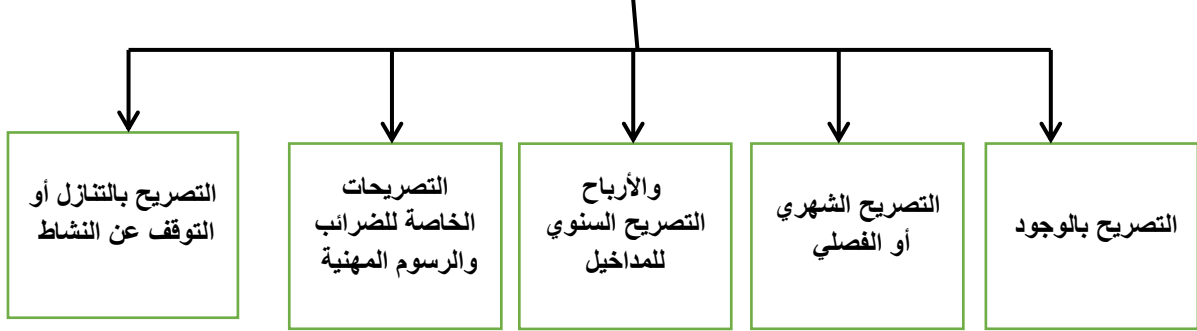 التصريح بالوجود
التصريح الشهري
أو الفصلي
والأرباح
التصريح السنوي
للمداخيل
التصريحات
الخاصة للضرائب
والرسوم المهنية
التصريح بالتنازل أو
التوقف عن النشاط